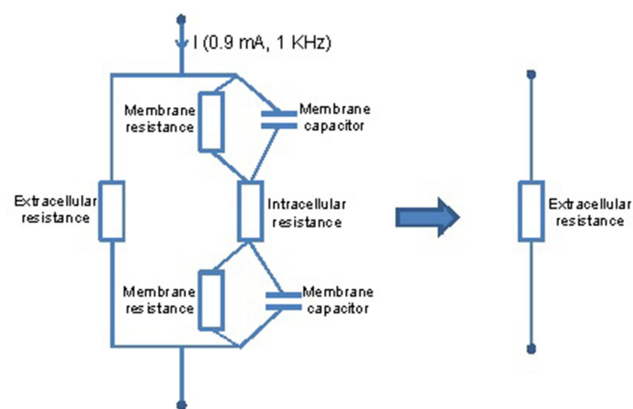 I (0.9 mA, 1 KHz)
Membrane
resistance
Membrane
capacitor
Extracellular
resistance
Intracellular
resistance
Extracellular
resistance
Membrane
resistance
Membrane
capacitor